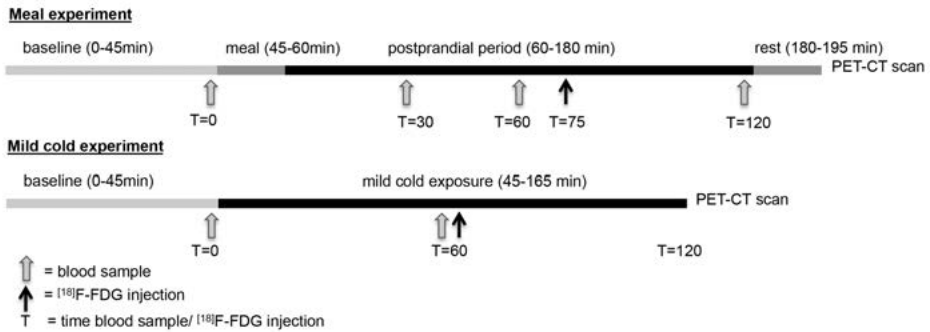 Meal experiment
baseline (0-45min) meal (45-60min) postprandial period (60-180 min) rest (180-195 min)
PET-CT scan
T=0 T=30 T=60 T=75 T=120
Mild cold experiment
baseline (0-45min) mild cold exposure (45-165 min)
PET-CT scan
T=0 T=60 T=120
= blood sample
= [18]F-FDG injection
T = time blood sample/ [18]F-FDG injection